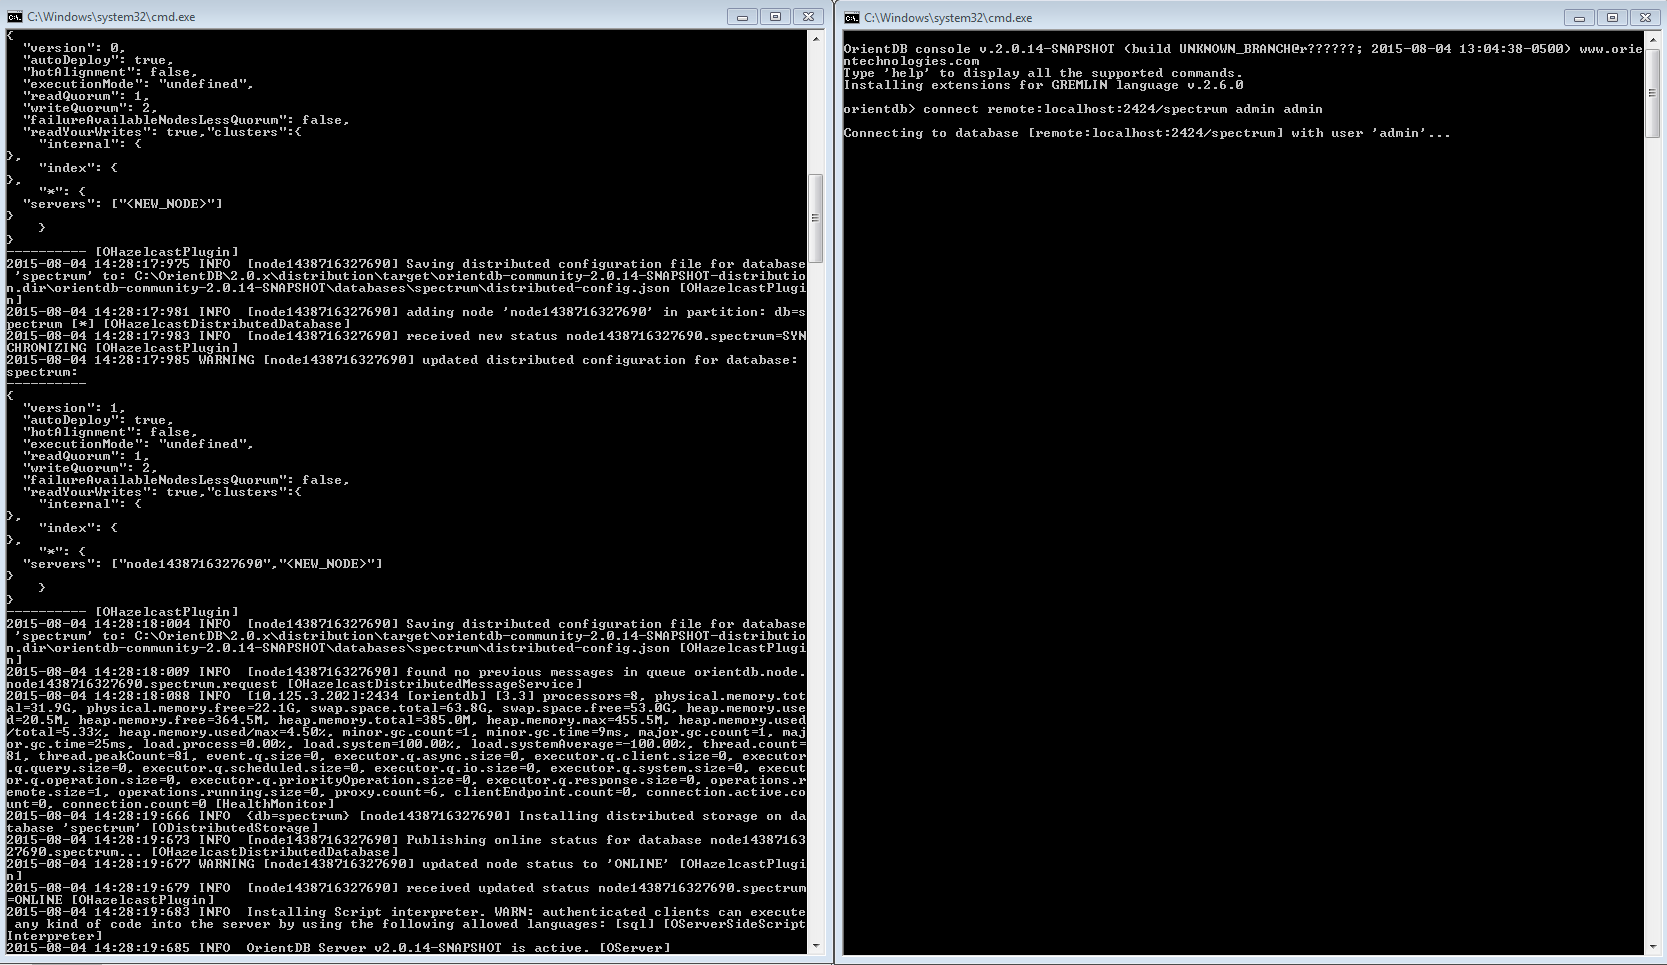 C:\Windows\system32\cmd.exe
{
"version": 0,
"autoDeploy": true,
"hotAlignment": false,
"executionMode": "undefined",
"readQuorum": 1,
"writeQuorum": 2,
"failureAvailableNodesLessQuorum": false,
"readYourWrites": true,"clusters":{
"internal": {
},
"index": {
},
"*": {
"servers": ["<NEW_NODE>"]
}
}
}
---------- [OHazelcastPlugin]
2015-08-04 14:28:17:975 INFO  [node1438716327690] Saving distributed configuration file for database
'spectrum' to: C:\OrientDB\2.0.x\distribution\target\orientdb-community-2.0.14-SNAPSHOT-distributio
n.dir\orientdb-community-2.0.14-SNAPSHOT\databases\spectrum\distributed-config.json [OHazelcastPlugi
n]
2015-08-04 14:28:17:981 INFO  [node1438716327690] adding node 'node1438716327690' in partition: db=s
pectrum [*] [OHazelcastDistributedDatabase]
2015-08-04 14:28:17:983 INFO  [node1438716327690] received new status node1438716327690.spectrum=SYN
CHRONIZING [OHazelcastPlugin]
2015-08-04 14:28:17:985 WARNING [node1438716327690] updated distributed configuration for database:
spectrum:
----------
{
"version": 1,
"autoDeploy": true,
"hotAlignment": false,
"executionMode": "undefined",
"readQuorum": 1,
"writeQuorum": 2,
"failureAvailableNodesLessQuorum": false,
"readYourWrites": true,"clusters":{
"internal": {
},
"index": {
},
"*": {
"servers": ["node1438716327690","<NEW_NODE>"]
}
}
}
---------- [OHazelcastPlugin]
2015-08-04 14:28:18:004 INFO  [node1438716327690] Saving distributed configuration file for database
'spectrum' to: C:\OrientDB\2.0.x\distribution\target\orientdb-community-2.0.14-SNAPSHOT-distributio
n.dir\orientdb-community-2.0.14-SNAPSHOT\databases\spectrum\distributed-config.json [OHazelcastPlugi
n]
2015-08-04 14:28:18:009 INFO  [node1438716327690] found no previous messages in queue orientdb.node.
node1438716327690.spectrum.request [OHazelcastDistributedMessageService]
2015-08-04 14:28:18:088 INFO  [10.125.3.202]:2434 [orientdb] [3.3] processors=8, physical.memory.tot
al=31.9G, physical.memory.free=22.1G, swap.space.total=63.8G, swap.space.free=53.0G, heap.memory.use
d=20.5M, heap.memory.free=364.5M, heap.memory.total=385.0M, heap.memory.max=455.5M, heap.memory.used
/total=5.33%, heap.memory.used/max=4.50%, minor.gc.count=1, minor.gc.time=9ms, major.gc.count=1, maj
or.gc.time=25ms, load.process=0.00%, load.system=100.00%, load.systemAverage=-100.00%, thread.count=
81, thread.peakCount=81, event.q.size=0, executor.q.async.size=0, executor.q.client.size=0, executor
.q.query.size=0, executor.q.scheduled.size=0, executor.q.io.size=0, executor.q.system.size=0, execut
or.q.operation.size=0, executor.q.priorityOperation.size=0, executor.q.response.size=0, operations.r
emote.size=1, operations.running.size=0, proxy.count=6, clientEndpoint.count=0, connection.active.co
unt=0, connection.count=0 [HealthMonitor]
2015-08-04 14:28:19:666 INFO  {db=spectrum} [node1438716327690] Installing distributed storage on da
tabase 'spectrum' [ODistributedStorage]
2015-08-04 14:28:19:673 INFO  [node1438716327690] Publishing online status for database node14387163
27690.spectrum... [OHazelcastDistributedDatabase]
2015-08-04 14:28:19:677 WARNING [node1438716327690] updated node status to 'ONLINE' [OHazelcastPlugi
n]
2015-08-04 14:28:19:679 INFO  [node1438716327690] received updated status node1438716327690.spectrum
=ONLINE [OHazelcastPlugin]
2015-08-04 14:28:19:683 INFO  Installing Script interpreter. WARN: authenticated clients can execute
any kind of code into the server by using the following allowed languages: [sql] [OServerSideScript
Interpreter]
2015-08-04 14:28:19:685 INFO  OrientDB Server v2.0.14-SNAPSHOT is active. [OServer]
C:\Windows\system32\cmd.exe
OrientDB console v.2.0.14-SNAPSHOT (build UNKNOWN_BRANCH@r??????; 2015-08-04 13:04:38-0500) www.orie
ntechnologies.com
Type 'help' to display all the supported commands.
Installing extensions for GREMLIN language v.2.6.0
orientdb> connect remote:localhost:2424/spectrum admin admin
Connecting to database [remote:localhost:2424/spectrum] with user 'admin'...